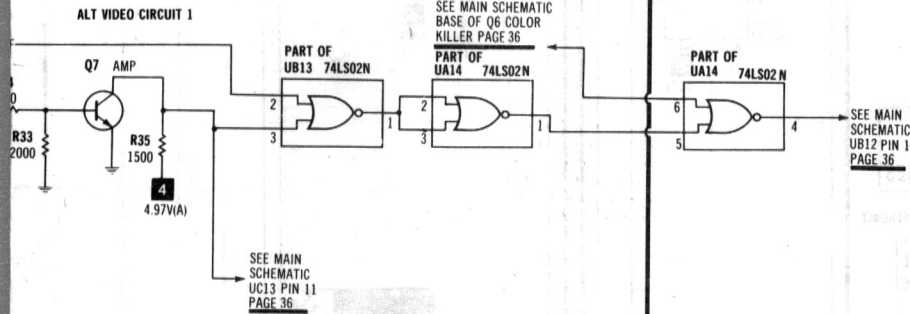 ALT VIDEO CIRCUIT 1
SEE MAIN SCHEMATIC
BASE OF Q6 COLOR
KILLER PAGE 36
Q7 AMP
PART OF
UB13 74LS02N
PART OF
UA14 74LS02N
PART OF
UA14 74LS02N
2
3
1
2
3
1
6
5
4
SEE MAIN
SCHEMATIC
UB12 PIN 1
PAGE 36
R33
2000
R35
1500
4
4.97V(A)
SEE MAIN
SCHEMATIC
UC13 PIN 11
PAGE 36